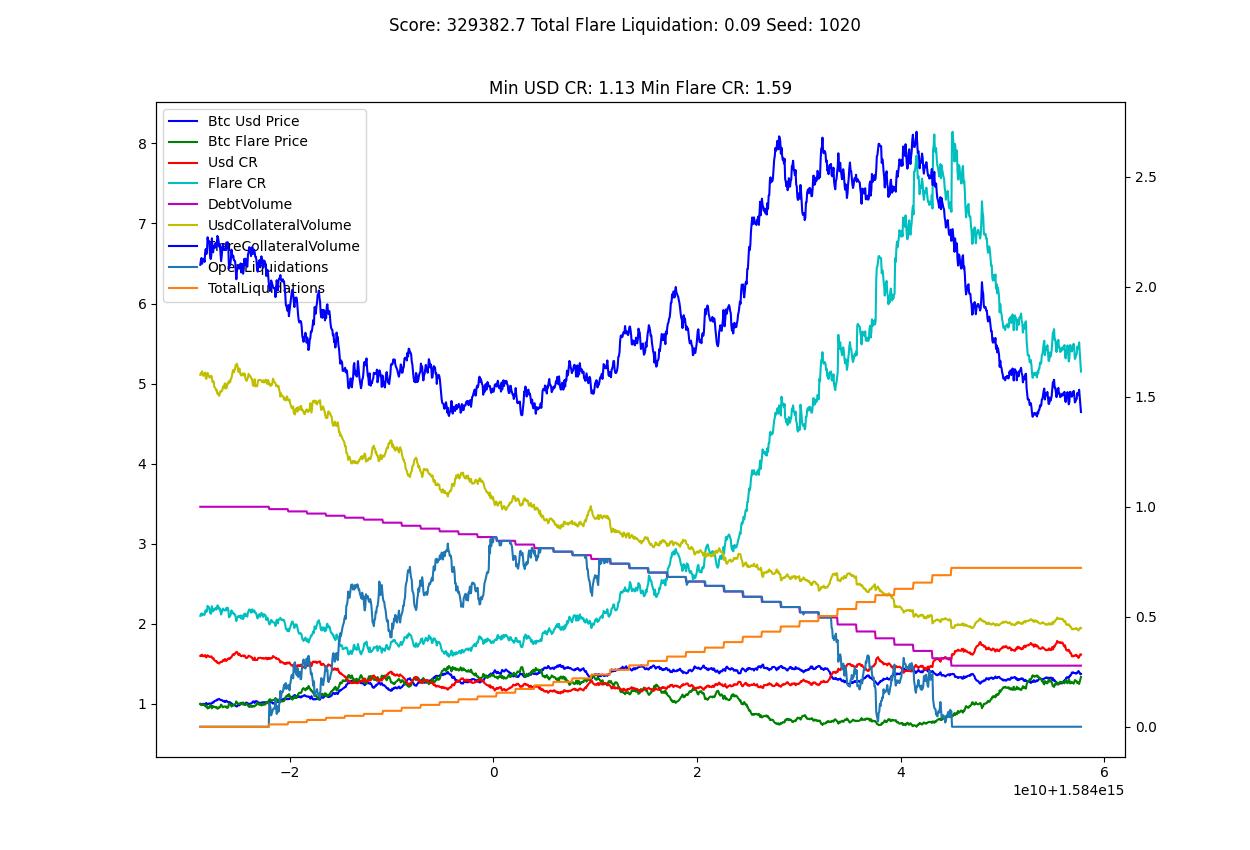 Score: 329382.7 Total Flare Liquidation: 0.09 Seed: 1020
Min USD CR: 1.13 Min Flare CR: 1.59
Btc Usd Price
Btc Flare Price
Usd CR
Flare CR
DebtVolume
UsdCollateralVolume
FlareCollateralVolume
OpenLiquidations
TotalLiquidations
8
7
6
5
4
3
2
1
2.5
2.0
1.5
1.0
0.5
0.0
−2
0
2
4
6
1e10+1.584e15